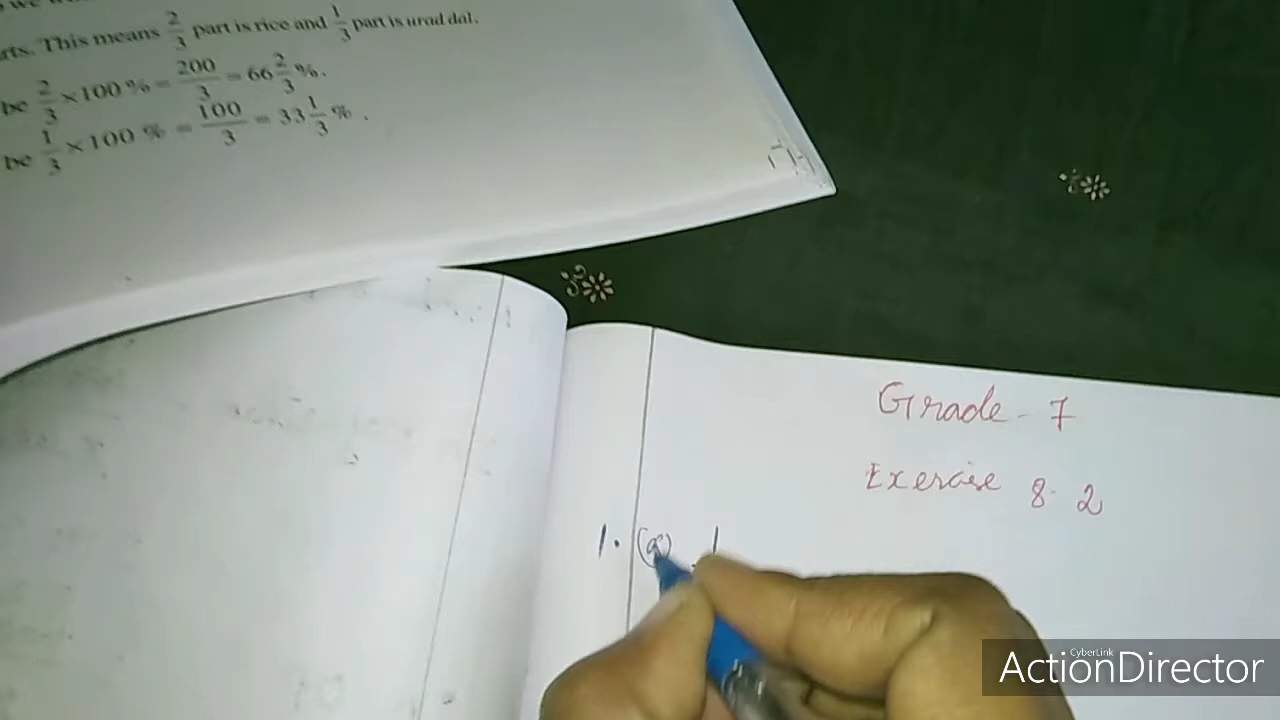 rts. This means 2/3 part is rice and 1/3 part is urad dal.
be 2/3 ×100 % = 200/3 = 66 2/3 %.
be 1/3 ×100 % = 100/3 = 33 1/3 % .
Grade - 7
Exercise 8. 2
1. (a) 1
CyberLink
ActionDirector